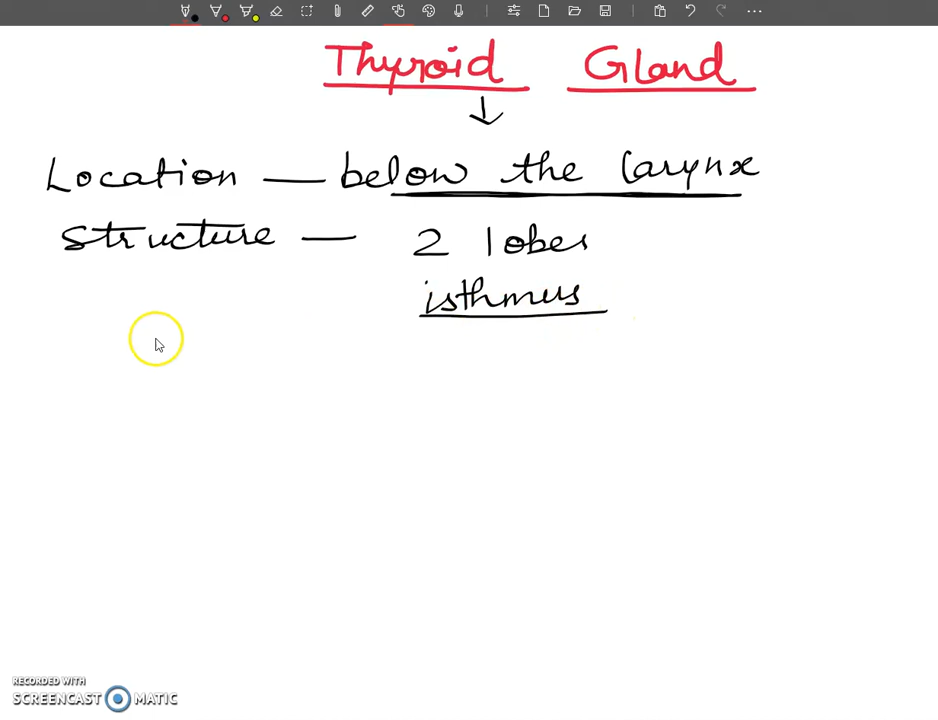 Thyroid Gland
Location — below the larynx
Structure — 2 lobes
isthmus
RECORDED WITH
SCREENCAST MATIC